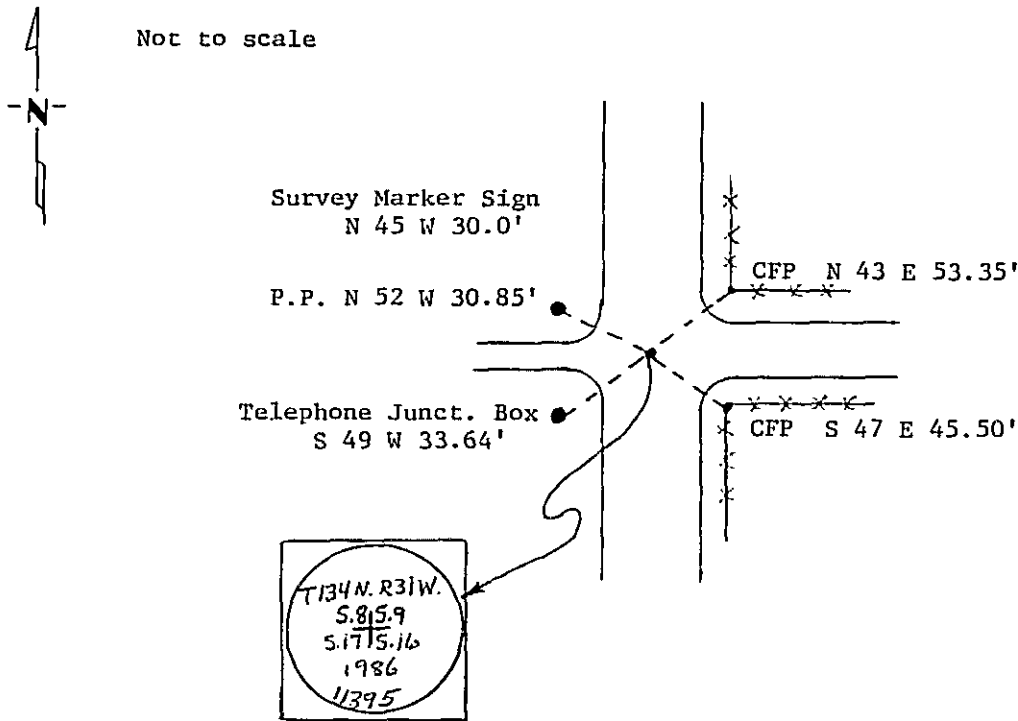 Not to scale
N
Survey Marker Sign
N 45 W 30.0'
CFP N 43 E 53.35'
P.P. N 52 W 30.85'
Telephone Junct. Box
S 49 W 33.64'
CFP S 47 E 45.50'
T134N. R31W.
S.8 S.9
S.17 S.16
1986
11395